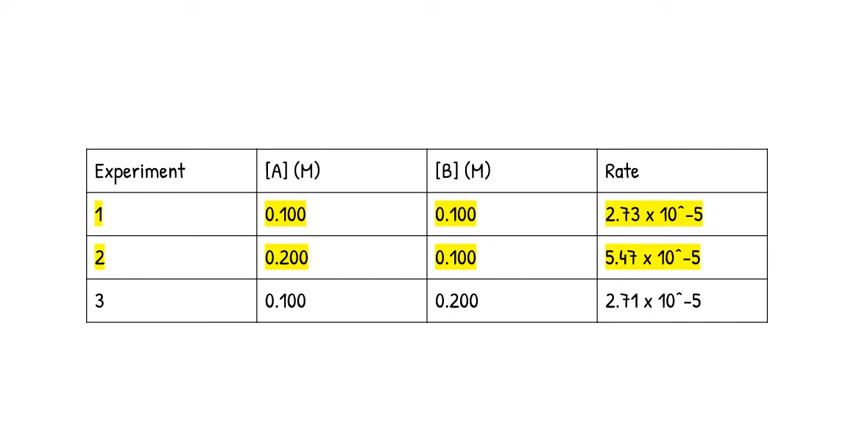 Experiment [A] (M) [B] (M) Rate
1 0.100 0.100 2.73 x 10^-5
2 0.200 0.100 5.47 x 10^-5
3 0.100 0.200 2.71 x 10^-5